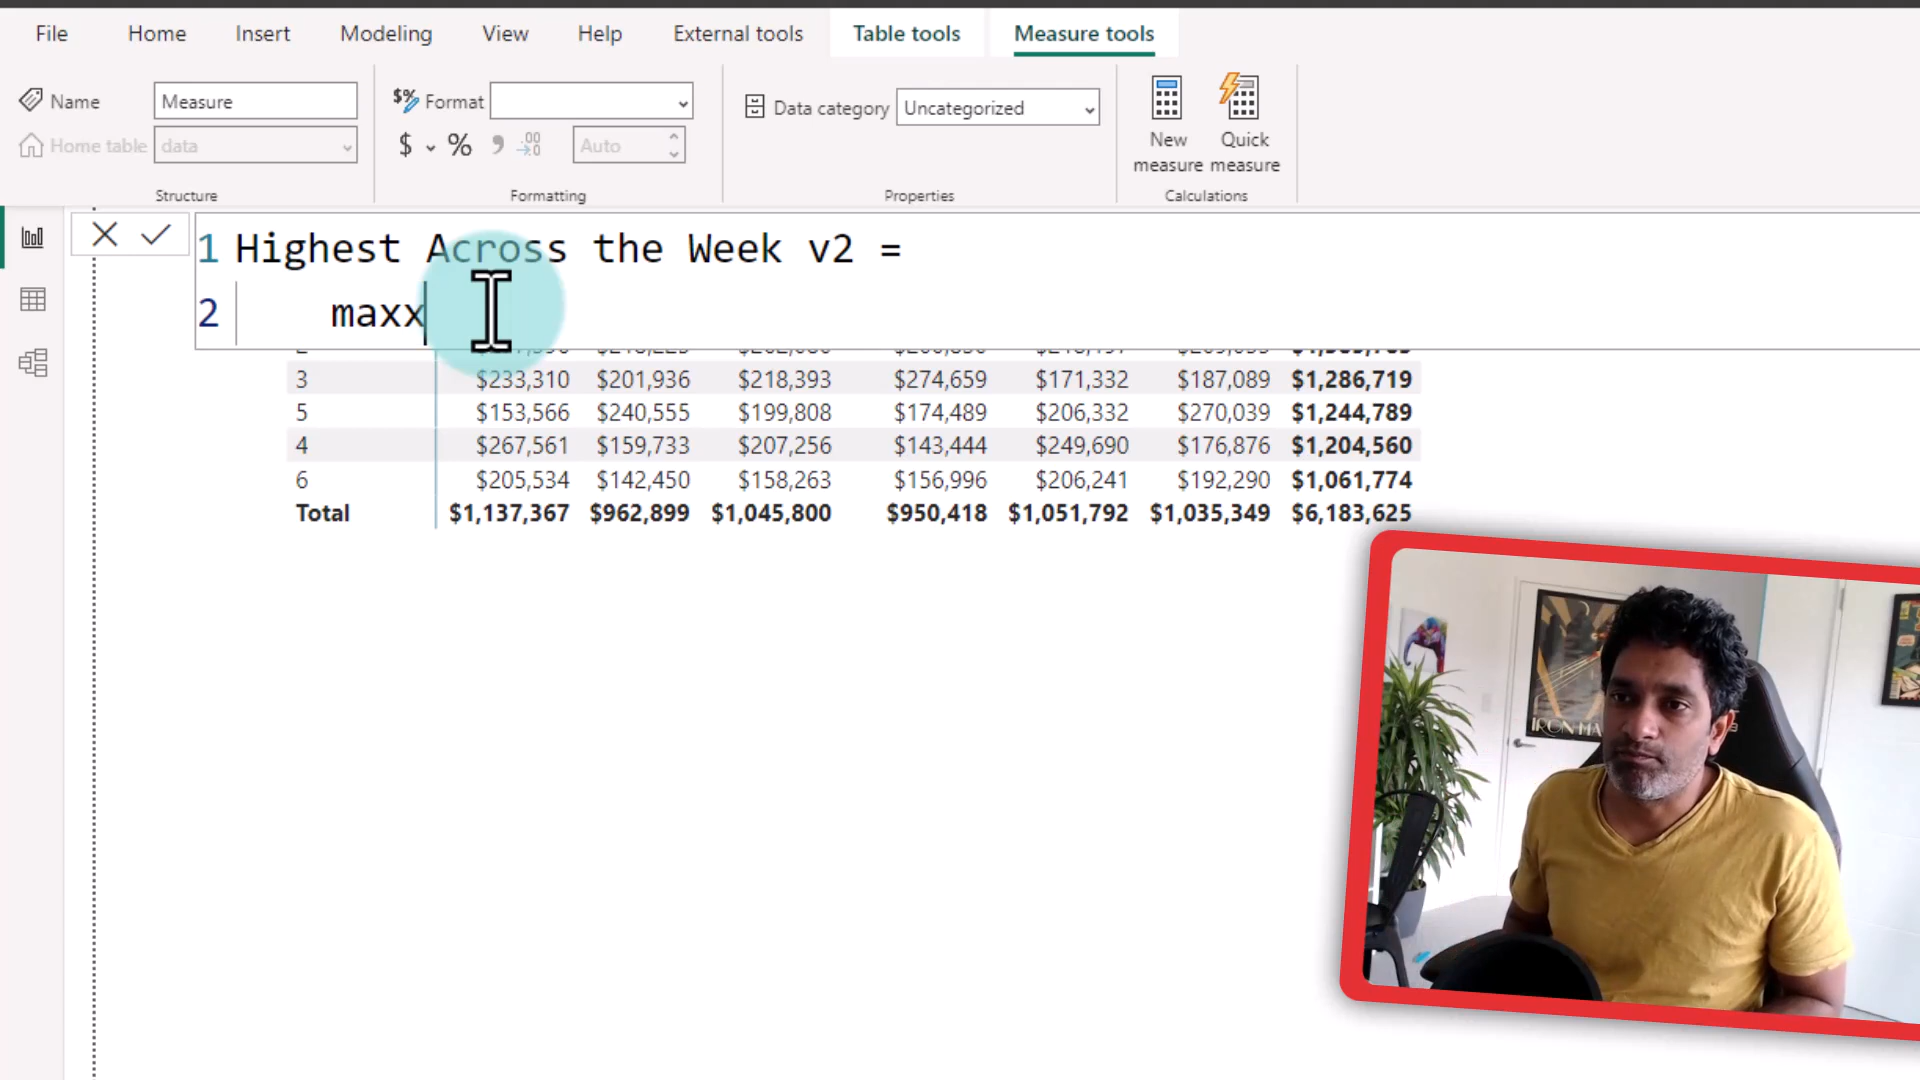 File Home Insert Modeling View Help External tools Table tools Measure tools
Name Measure
Home table data
Structure
$% Format
$ % .00 →.0 Auto
Formatting
Data category Uncategorized
Properties
New measure
Quick measure
Calculations
1 Highest Across the Week v2 =
2 maxx
3 $233,310 $201,936 $218,393 $274,659 $171,332 $187,089 $1,286,719
5 $153,566 $240,555 $199,808 $174,489 $206,332 $270,039 $1,244,789
4 $267,561 $159,733 $207,256 $143,444 $249,690 $176,876 $1,204,560
6 $205,534 $142,450 $158,263 $156,996 $206,241 $192,290 $1,061,774
Total $1,137,367 $962,899 $1,045,800 $950,418 $1,051,792 $1,035,349 $6,183,625